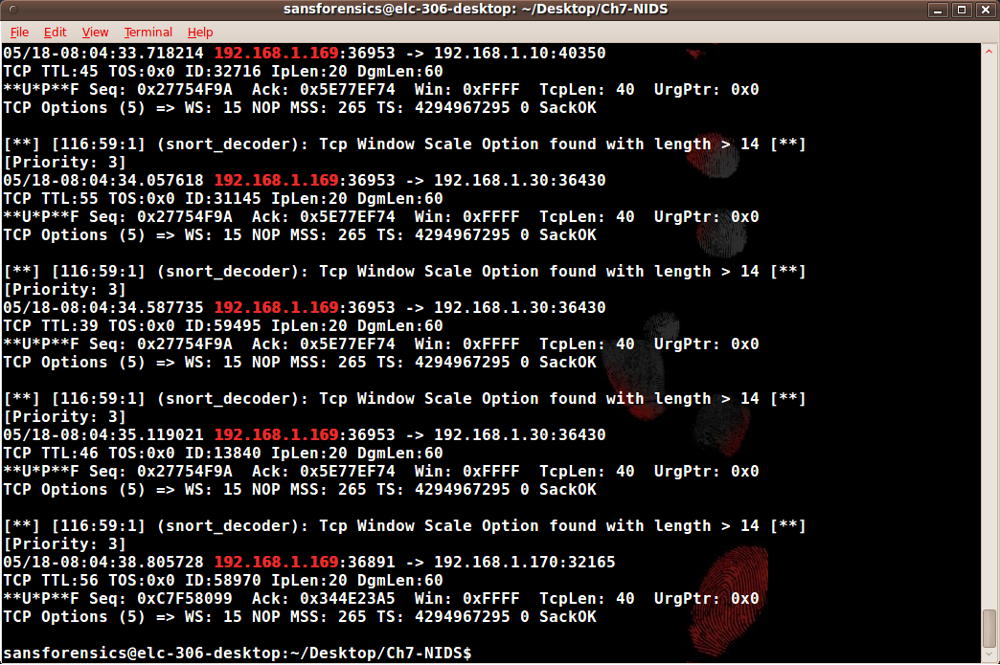 sansforensics@elc-306-desktop: ~/Desktop/Ch7-NIDS
File Edit View Terminal Help
05/18-08:04:33.718214 192.168.1.169:36953 -> 192.168.1.10:40350
TCP TTL:45 TOS:0x0 ID:32716 IpLen:20 DgmLen:60
**U*P**F Seq: 0x27754F9A  Ack: 0x5E77EF74  Win: 0xFFFF  TcpLen: 40  UrgPtr: 0x0
TCP Options (5) => WS: 15 NOP MSS: 265 TS: 4294967295 0 SackOK

[**] [116:59:1] (snort_decoder): Tcp Window Scale Option found with length > 14 [**]
[Priority: 3]
05/18-08:04:34.057618 192.168.1.169:36953 -> 192.168.1.30:36430
TCP TTL:55 TOS:0x0 ID:31145 IpLen:20 DgmLen:60
**U*P**F Seq: 0x27754F9A  Ack: 0x5E77EF74  Win: 0xFFFF  TcpLen: 40  UrgPtr: 0x0
TCP Options (5) => WS: 15 NOP MSS: 265 TS: 4294967295 0 SackOK

[**] [116:59:1] (snort_decoder): Tcp Window Scale Option found with length > 14 [**]
[Priority: 3]
05/18-08:04:34.587735 192.168.1.169:36953 -> 192.168.1.30:36430
TCP TTL:39 TOS:0x0 ID:59495 IpLen:20 DgmLen:60
**U*P**F Seq: 0x27754F9A  Ack: 0x5E77EF74  Win: 0xFFFF  TcpLen: 40  UrgPtr: 0x0
TCP Options (5) => WS: 15 NOP MSS: 265 TS: 4294967295 0 SackOK

[**] [116:59:1] (snort_decoder): Tcp Window Scale Option found with length > 14 [**]
[Priority: 3]
05/18-08:04:35.119021 192.168.1.169:36953 -> 192.168.1.30:36430
TCP TTL:46 TOS:0x0 ID:13840 IpLen:20 DgmLen:60
**U*P**F Seq: 0x27754F9A  Ack: 0x5E77EF74  Win: 0xFFFF  TcpLen: 40  UrgPtr: 0x0
TCP Options (5) => WS: 15 NOP MSS: 265 TS: 4294967295 0 SackOK

[**] [116:59:1] (snort_decoder): Tcp Window Scale Option found with length > 14 [**]
[Priority: 3]
05/18-08:04:38.805728 192.168.1.169:36891 -> 192.168.1.170:32165
TCP TTL:56 TOS:0x0 ID:58970 IpLen:20 DgmLen:60
**U*P**F Seq: 0xC7F58099  Ack: 0x344E23A5  Win: 0xFFFF  TcpLen: 40  UrgPtr: 0x0
TCP Options (5) => WS: 15 NOP MSS: 265 TS: 4294967295 0 SackOK

sansforensics@elc-306-desktop:~/Desktop/Ch7-NIDS$